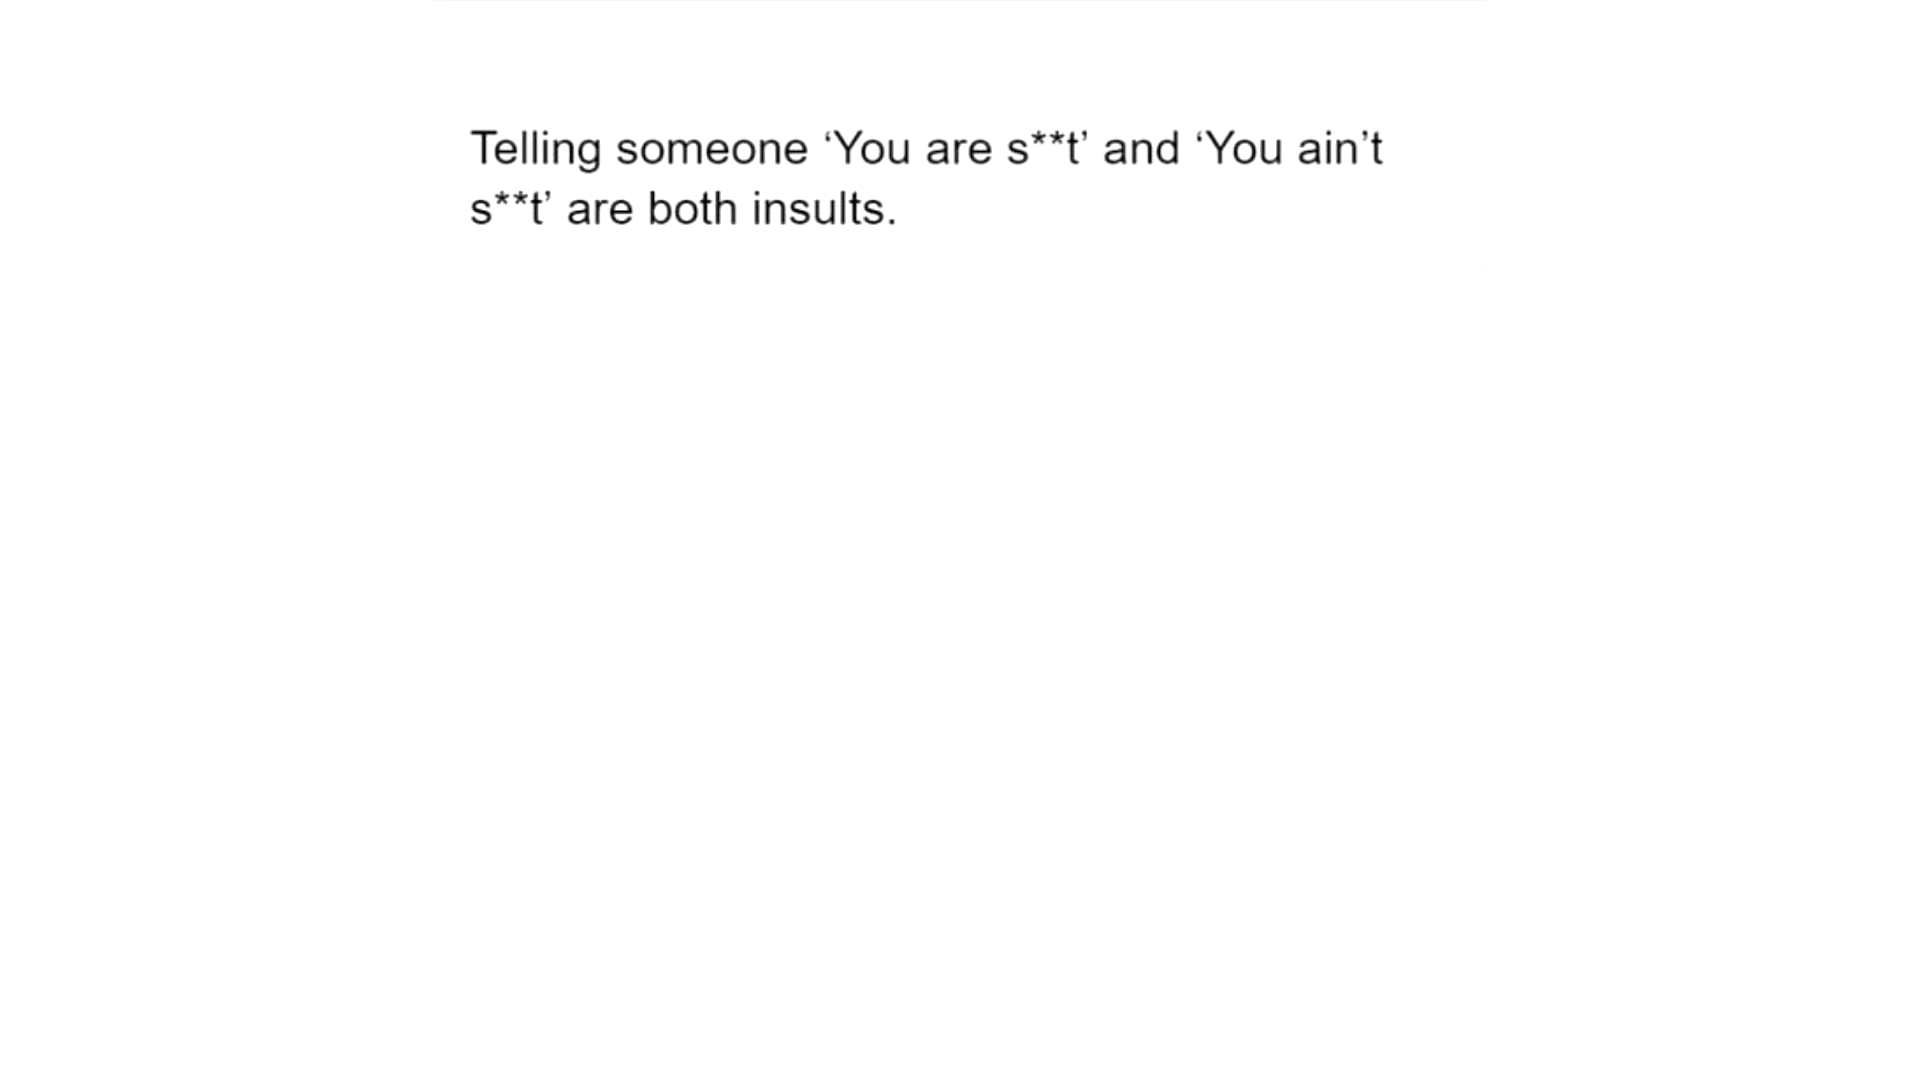 Telling someone ‘You are s**t’ and ‘You ain’t
s**t’ are both insults.